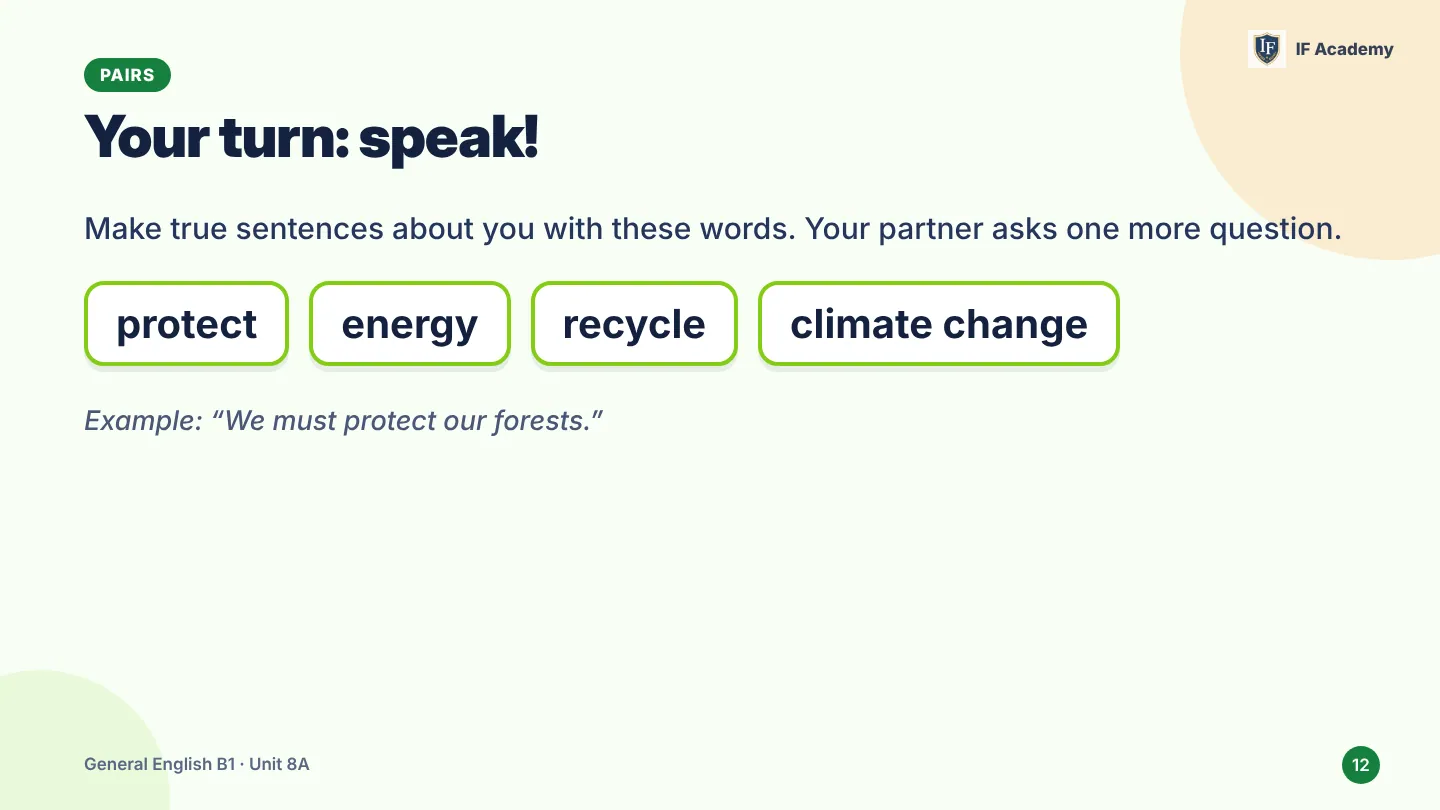 IF
IF Academy
PAIRS
Your turn: speak!
Make true sentences about you with these words. Your partner asks one more question.
protect
energy
recycle
climate change
Example: “We must protect our forests.”
General English B1 · Unit 8A
12